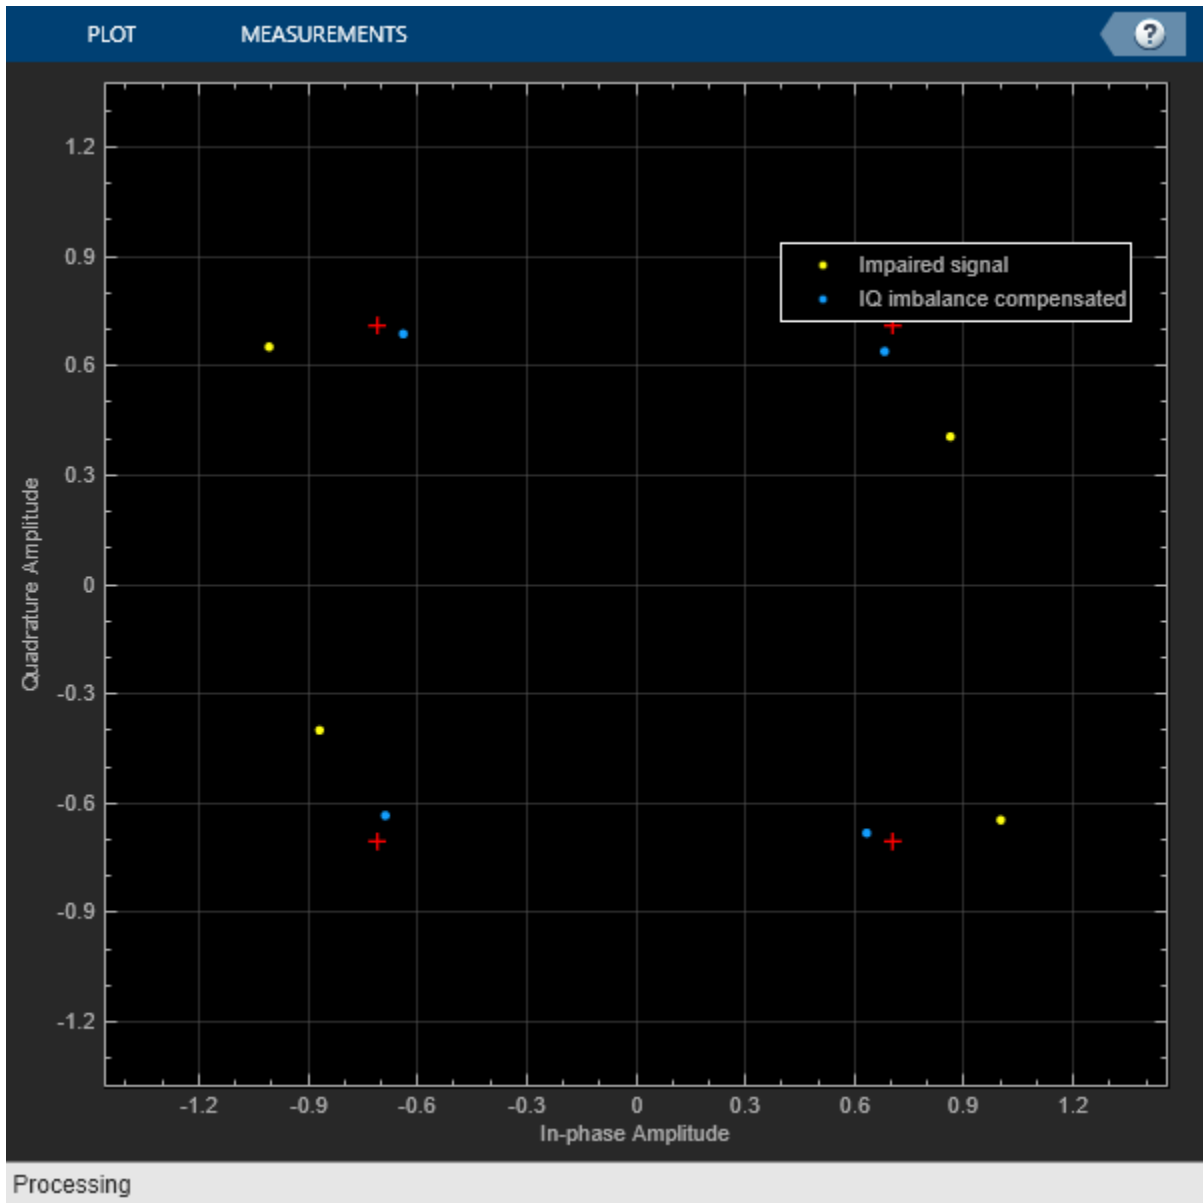 PLOT MEASUREMENTS ?
1.2
0.9
Impaired signal
IQ imbalance compensated
0.6
0.3
0
-0.3
-0.6
-0.9
-1.2
Quadrature Amplitude
-1.2 -0.9 -0.6 -0.3 0 0.3 0.6 0.9 1.2
In-phase Amplitude
Processing